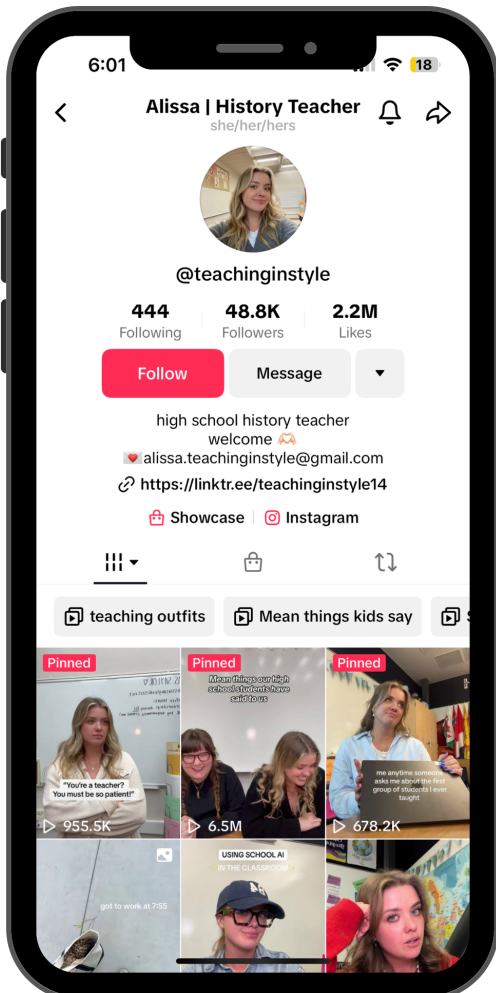 6:01
18
Alissa | History Teacher
she/her/hers
@teachinginstyle
444
48.8K
2.2M
Following
Followers
Likes
Follow
Message
high school history teacher
welcome 🫶🏻
💌alissa.teachinginstyle@gmail.com
https://linktr.ee/teachinginstyle14
Showcase
Instagram
teaching outfits
Mean things kids say
Pinned
"You're a teacher?
You must be so patient!"
955.5K
Pinned
Mean things our high
school students have
said to us
6.5M
Pinned
me anytime someone
asks me about the first
group of students I ever
taught
678.2K
got to work at 7:55
USING SCHOOL AI
IN THE CLASSROOM